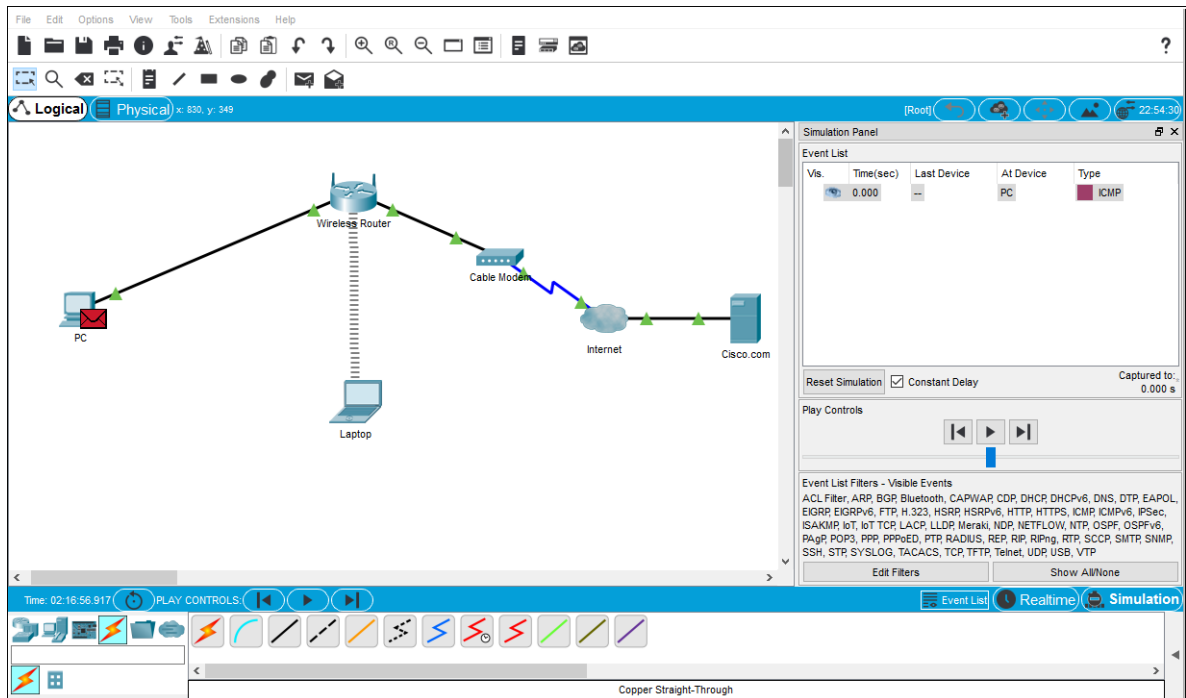 File Edit Options View Tools Extensions Help
?
Logical Physical x: 830, y: 349 [Root] 22:54:30
Wireless Router
Cable Modem
PC
Internet
Cisco.com
Laptop
Simulation Panel
Event List
Vis. Time(sec) Last Device At Device Type
0.000 -- PC ICMP
Reset Simulation Constant Delay Captured to:
0.000 s
Play Controls
Event List Filters - Visible Events
ACL Filter, ARP, BGP, Bluetooth, CAPWAP, CDP, DHCP, DHCPv6, DNS, DTP, EAPOL,
EIGRP, EIGRPv6, FTP, H.323, HSRP, HSRPv6, HTTP, HTTPS, ICMP, ICMPv6, IPSec,
ISAKMP, IoT, IoT TCP, LACP, LLDP, Meraki, NDP, NETFLOW, NTP, OSPF, OSPFv6,
PAgP, POP3, PPP, PPPoED, PTP, RADIUS, REP, RIP, RIPng, RTP, SCCP, SMTP, SNMP,
SSH, STP, SYSLOG, TACACS, TCP, TFTP, Telnet, UDP, USB, VTP
Edit Filters Show All/None
Time: 02:16:56.917 PLAY CONTROLS: Event List Realtime Simulation
Copper Straight-Through